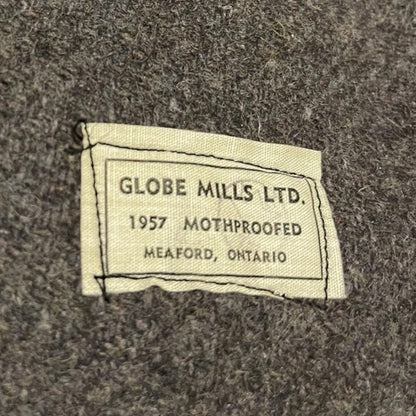 GLOBE MILLS LTD.
1957 MOTHPROOFED
MEAFORD, ONTARIO